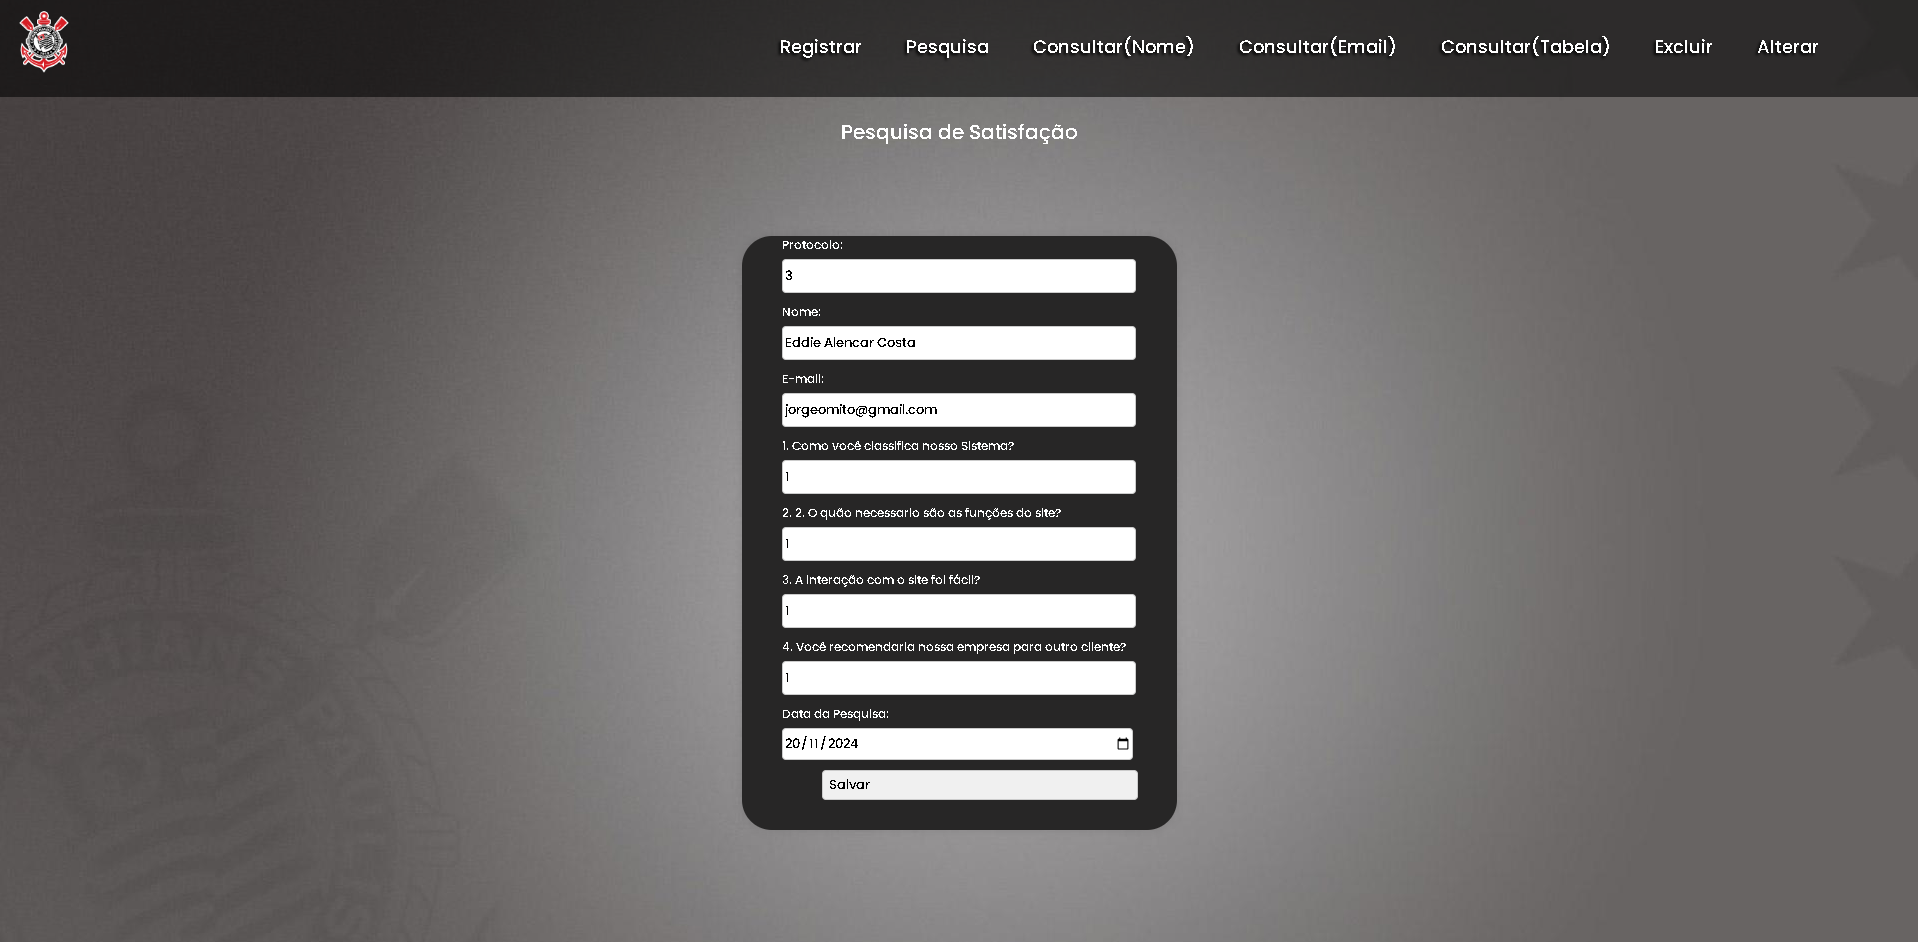 Registrar Pesquisa Consultar(Nome) Consultar(Email) Consultar(Tabela) Excluir Alterar
Pesquisa de Satisfação
Protocolo:
3
Nome:
Eddie Alencar Costa
E-mail:
jorgeomito@gmail.com
1. Como você classifica nosso Sistema?
1
2. 2. O quão necessario são as funções do site?
1
3. A interação com o site foi fácil?
1
4. Você recomendaria nossa empresa para outro cliente?
1
Data da Pesquisa:
20/11/2024
Salvar